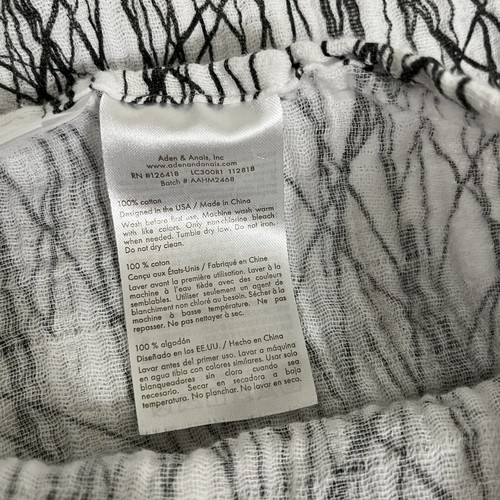 Aden & Anais, Inc
www.adenandanais.com
RN #126418 LC300R1 112818
Batch # AAHM2468
100% cotton
Designed in the USA / Made in China
Wash before first use. Machine wash warm
with like colors. Only nonchlorine bleach
when needed. Tumble dry low. Do not iron.
Do not dry clean.
100 % coton
Conçu aux États-Unis / Fabriqué en Chine
Laver avant la première utilisation. Laver à la
machine à l'eau tiède avec des couleurs
semblables. Utiliser seulement un agent de
blanchiment non chloré au besoin. Sécher à la
machine à basse température. Ne pas
repasser. Ne pas nettoyer à sec.
100 % algodón
Diseñado en los EE.UU. / Hecho en China
Lavar antes del primer uso. Lavar a máquina
en agua tibia con colores similares. Usar solo
blanqueadores sin cloro cuando sea
necesario. Secar en secadora a baja
temperatura. No planchar. No lavar en seco.